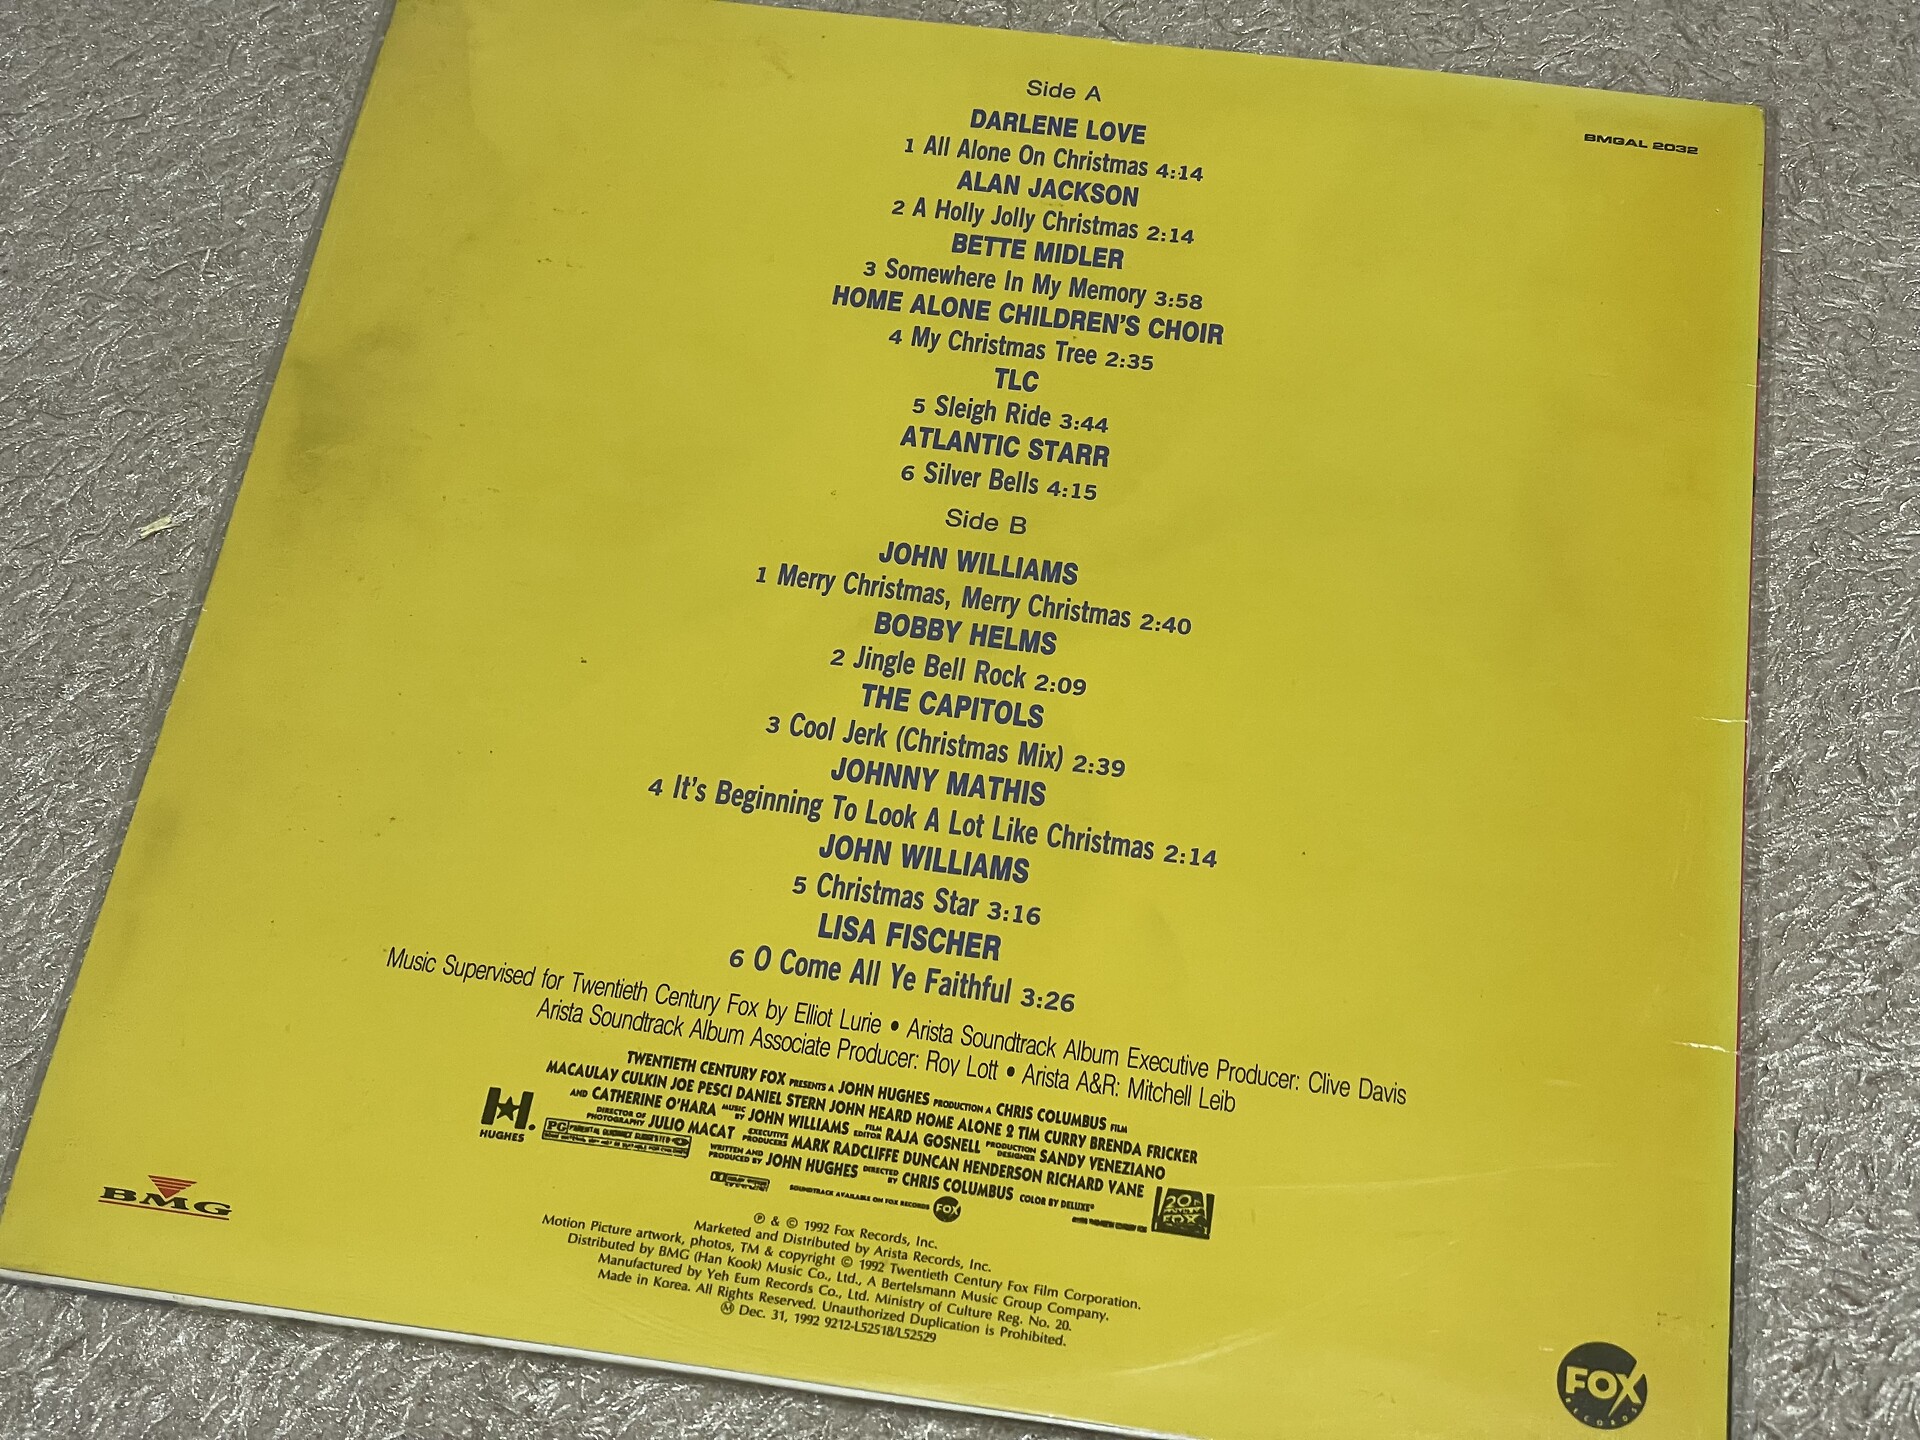 BMGAL 2032
Side A
DARLENE LOVE
1 All Alone On Christmas 4:14
ALAN JACKSON
2 A Holly Jolly Christmas 2:14
BETTE MIDLER
3 Somewhere In My Memory 3:58
HOME ALONE CHILDREN'S CHOIR
4 My Christmas Tree 2:35
TLC
5 Sleigh Ride 3:44
ATLANTIC STARR
6 Silver Bells 4:15
Side B
JOHN WILLIAMS
1 Merry Christmas, Merry Christmas 2:40
BOBBY HELMS
2 Jingle Bell Rock 2:09
THE CAPITOLS
3 Cool Jerk (Christmas Mix) 2:39
JOHNNY MATHIS
4 It's Beginning To Look A Lot Like Christmas 2:14
JOHN WILLIAMS
5 Christmas Star 3:16
LISA FISCHER
6 O Come All Ye Faithful 3:26
Music Supervised for Twentieth Century Fox by Elliot Lurie • Arista Soundtrack Album Executive Producer: Clive Davis
Arista Soundtrack Album Associate Producer: Roy Lott • Arista A&R: Mitchell Leib
TWENTIETH CENTURY FOX PRESENTS A JOHN HUGHES PRODUCTION A CHRIS COLUMBUS FILM
MACAULAY CULKIN JOE PESCI DANIEL STERN JOHN HEARD HOME ALONE 2 TIM CURRY BRENDA FRICKER
AND CATHERINE O'HARA MUSIC BY JOHN WILLIAMS FILM EDITOR RAJA GOSNELL PRODUCTION DESIGNER SANDY VENEZIANO
DIRECTOR OF PHOTOGRAPHY JULIO MACAT EXECUTIVE PRODUCERS MARK RADCLIFFE DUNCAN HENDERSON RICHARD VANE
WRITTEN AND PRODUCED BY JOHN HUGHES DIRECTED BY CHRIS COLUMBUS COLOR BY DELUXE®
HUGHES
PG PARENTAL GUIDANCE SUGGESTED
SOUNDTRACK AVAILABLE ON FOX RECORDS
FOX
20th CENTURY FOX
BMG
℗ & © 1992 Fox Records, Inc.
Marketed and Distributed by Arista Records, Inc.
Motion Picture artwork, photos, TM & copyright © 1992 Twentieth Century Fox Film Corporation.
Distributed by BMG (Han Kook) Music Co., Ltd., A Bertelsmann Music Group Company.
Manufactured by Yeh Eum Records Co., Ltd. Ministry of Culture Reg. No. 20.
Made in Korea. All Rights Reserved. Unauthorized Duplication is Prohibited.
Ⓜ Dec. 31, 1992 9212-L52518/L52529
FOX
RECORDS